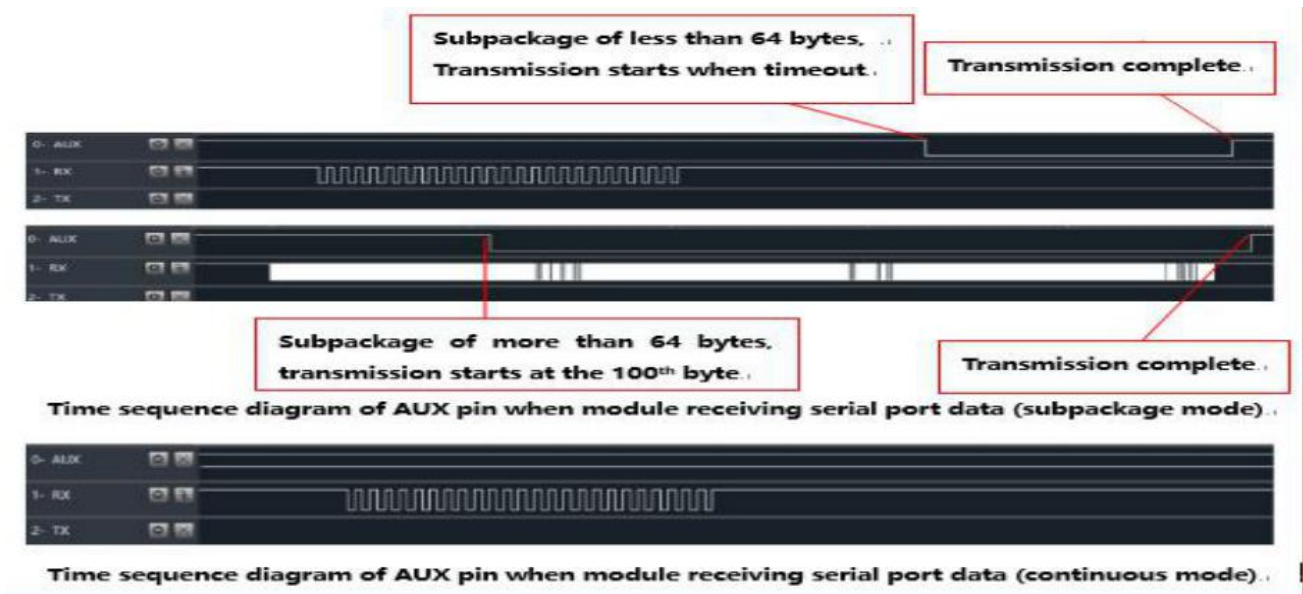 Subpackage of less than 64 bytes,
Transmission starts when timeout.
Transmission complete.
0- AUX
1- RX
2- TX
0- AUX
1- RX
2- TX
Subpackage of more than 64 bytes,
transmission starts at the 100th byte.
Transmission complete.
Time sequence diagram of AUX pin when module receiving serial port data (subpackage mode).
0- AUX
1- RX
2- TX
Time sequence diagram of AUX pin when module receiving serial port data (continuous mode).